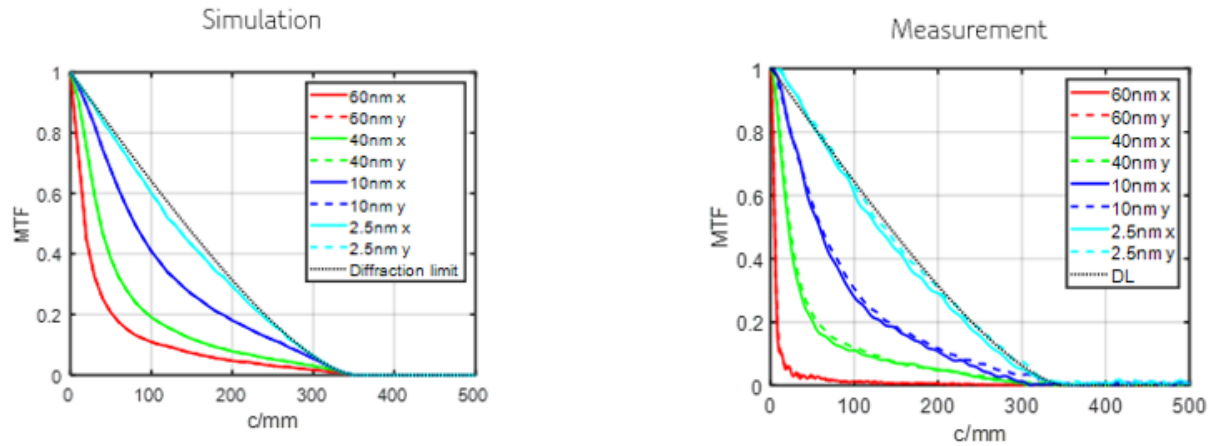 Simulation
1
0.8
0.6
0.4
0.2
0
MTF
60nm x
60nm y
40nm x
40nm y
10nm x
10nm y
2.5nm x
2.5nm y
Diffraction limit
0 100 200 300 400 500
c/mm
Measurement
1
0.8
0.6
0.4
0.2
0
MTF
60nm x
60nm y
40nm x
40nm y
10nm x
10nm y
2.5nm x
2.5nm y
DL
0 100 200 300 400 500
c/mm